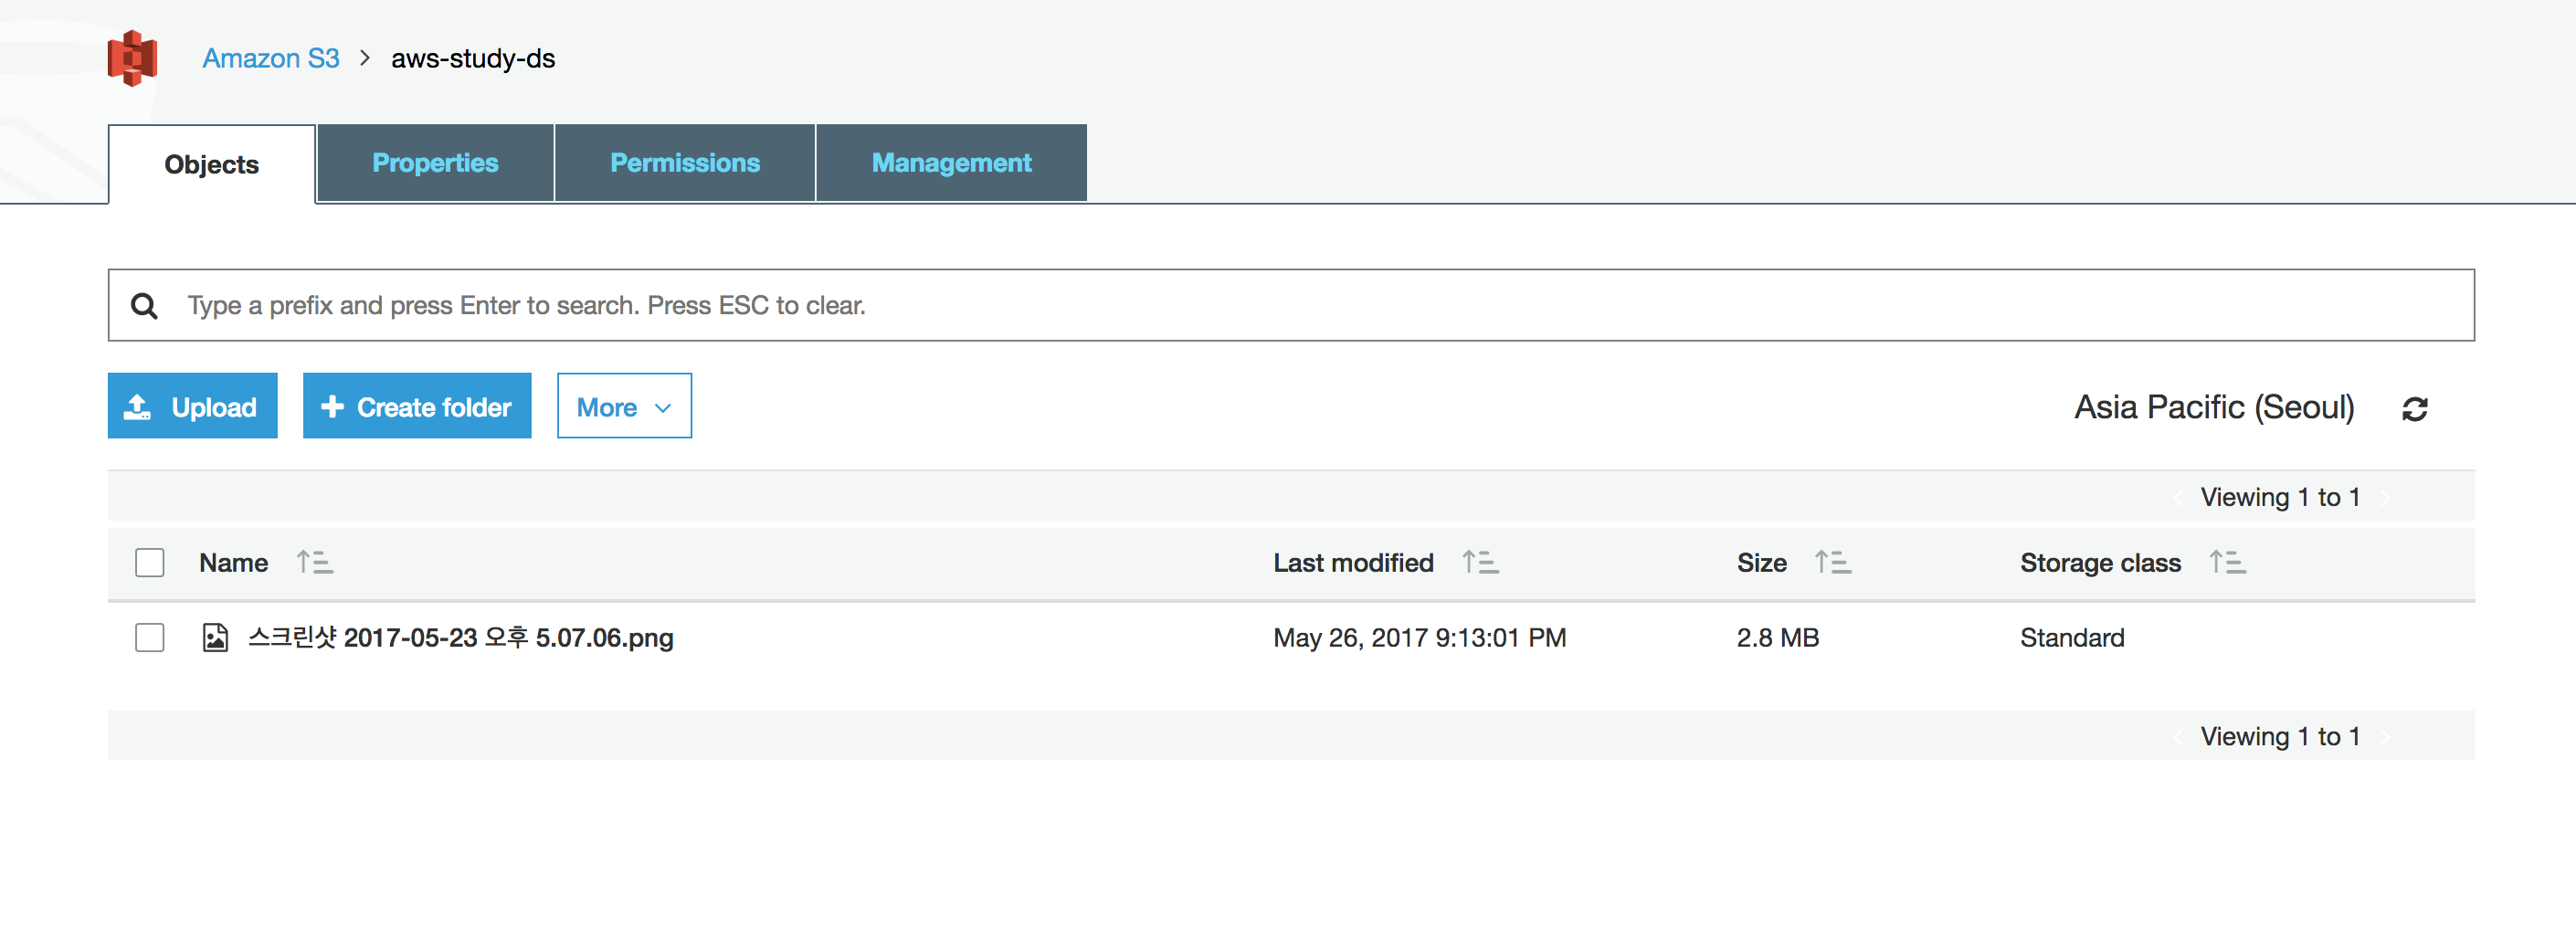 Amazon S3 > aws-study-ds
Objects Properties Permissions Management
Type a prefix and press Enter to search. Press ESC to clear.
Upload Create folder More Asia Pacific (Seoul)
Viewing 1 to 1
Name Last modified Size Storage class
스크린샷 2017-05-23 오후 5.07.06.png May 26, 2017 9:13:01 PM 2.8 MB Standard
Viewing 1 to 1